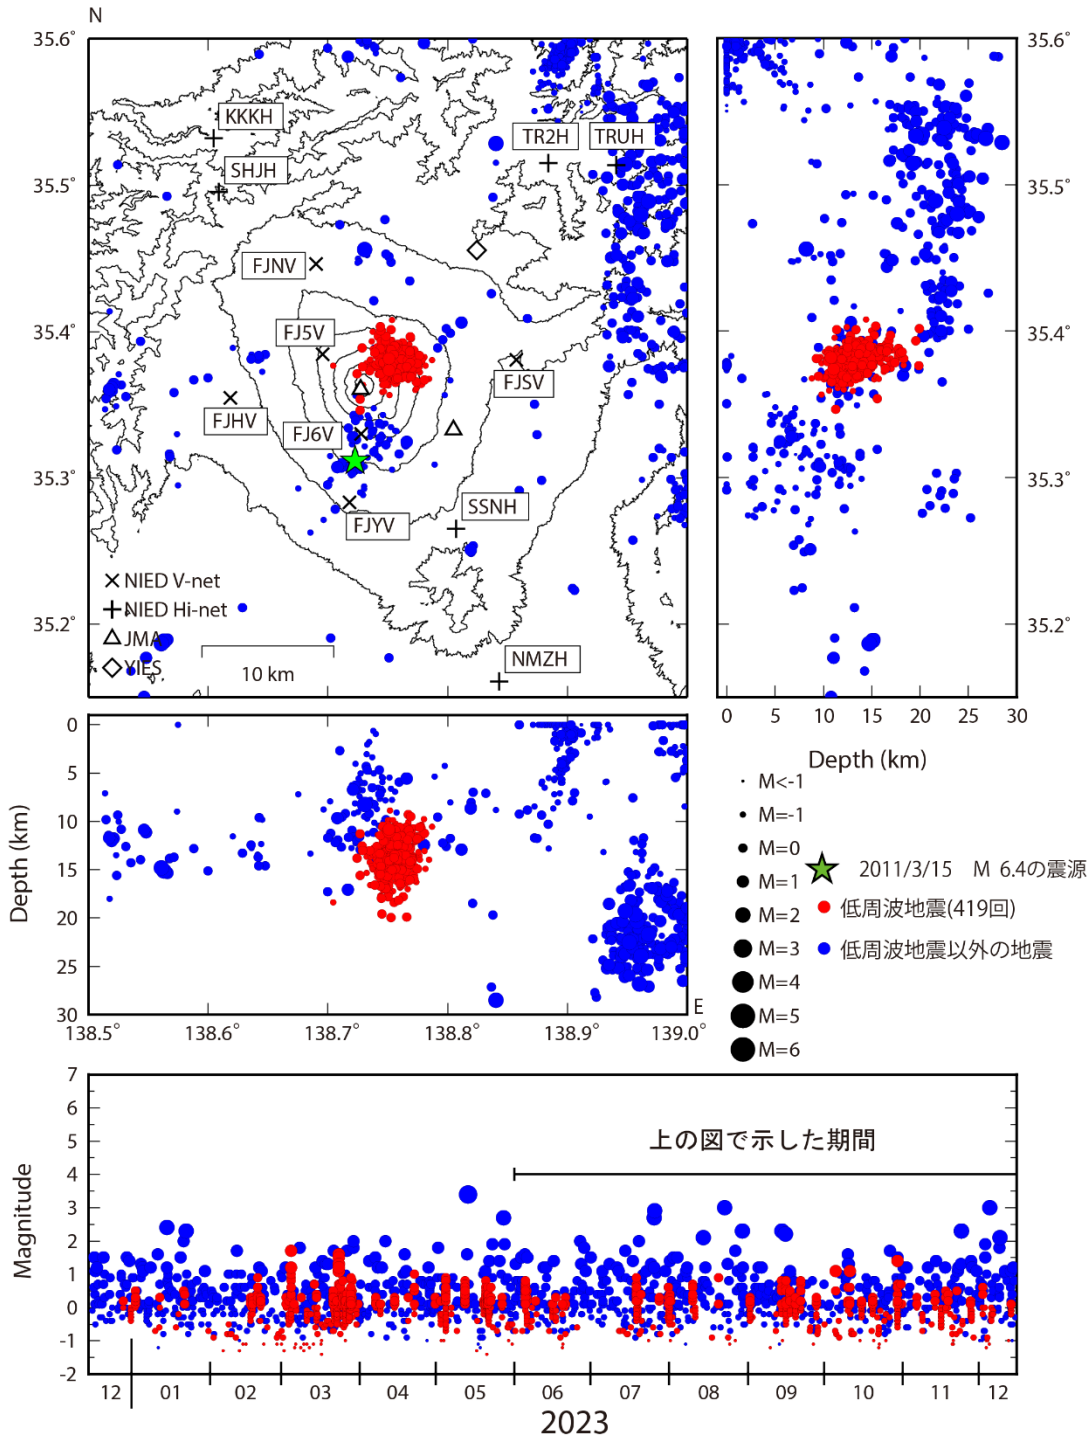 N
35.6°
35.5°
35.4°
35.3°
35.2°
KKKH
SHJH
TR2H
TRUH
FJNV
FJ5V
FJSV
FJHV
FJ6V
FJYV
SSNH
NMZH
NIED V-net
NIED Hi-net
JMA
YIES
10 km
35.6°
35.5°
35.4°
35.3°
35.2°
0 5 10 15 20 25 30
Depth (km)
0
5
10
15
20
25
30
Depth (km)
138.5° 138.6° 138.7° 138.8° 138.9° 139.0°
E
M<-1
M=-1
M=0
M=1
M=2
M=3
M=4
M=5
M=6
2011/3/15 M 6.4の震源
低周波地震(419回)
低周波地震以外の地震
7
6
5
4
3
2
1
0
-1
-2
Magnitude
上の図で示した期間
12 01 02 03 04 05 06 07 08 09 10 11 12
2023